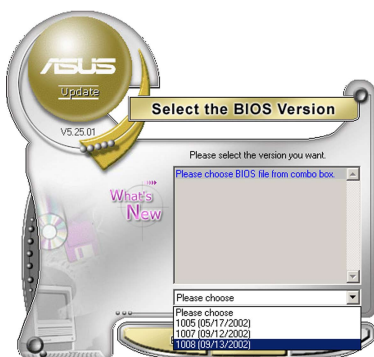 ASUS
Update
V5.25.01
Select the BIOS Version
Please select the version you want.
Please choose BIOS file from combo box.
What's
New
Please choose
Please choose
1005 (05/17/2002)
1007 (09/12/2002)
1008 (09/13/2002)